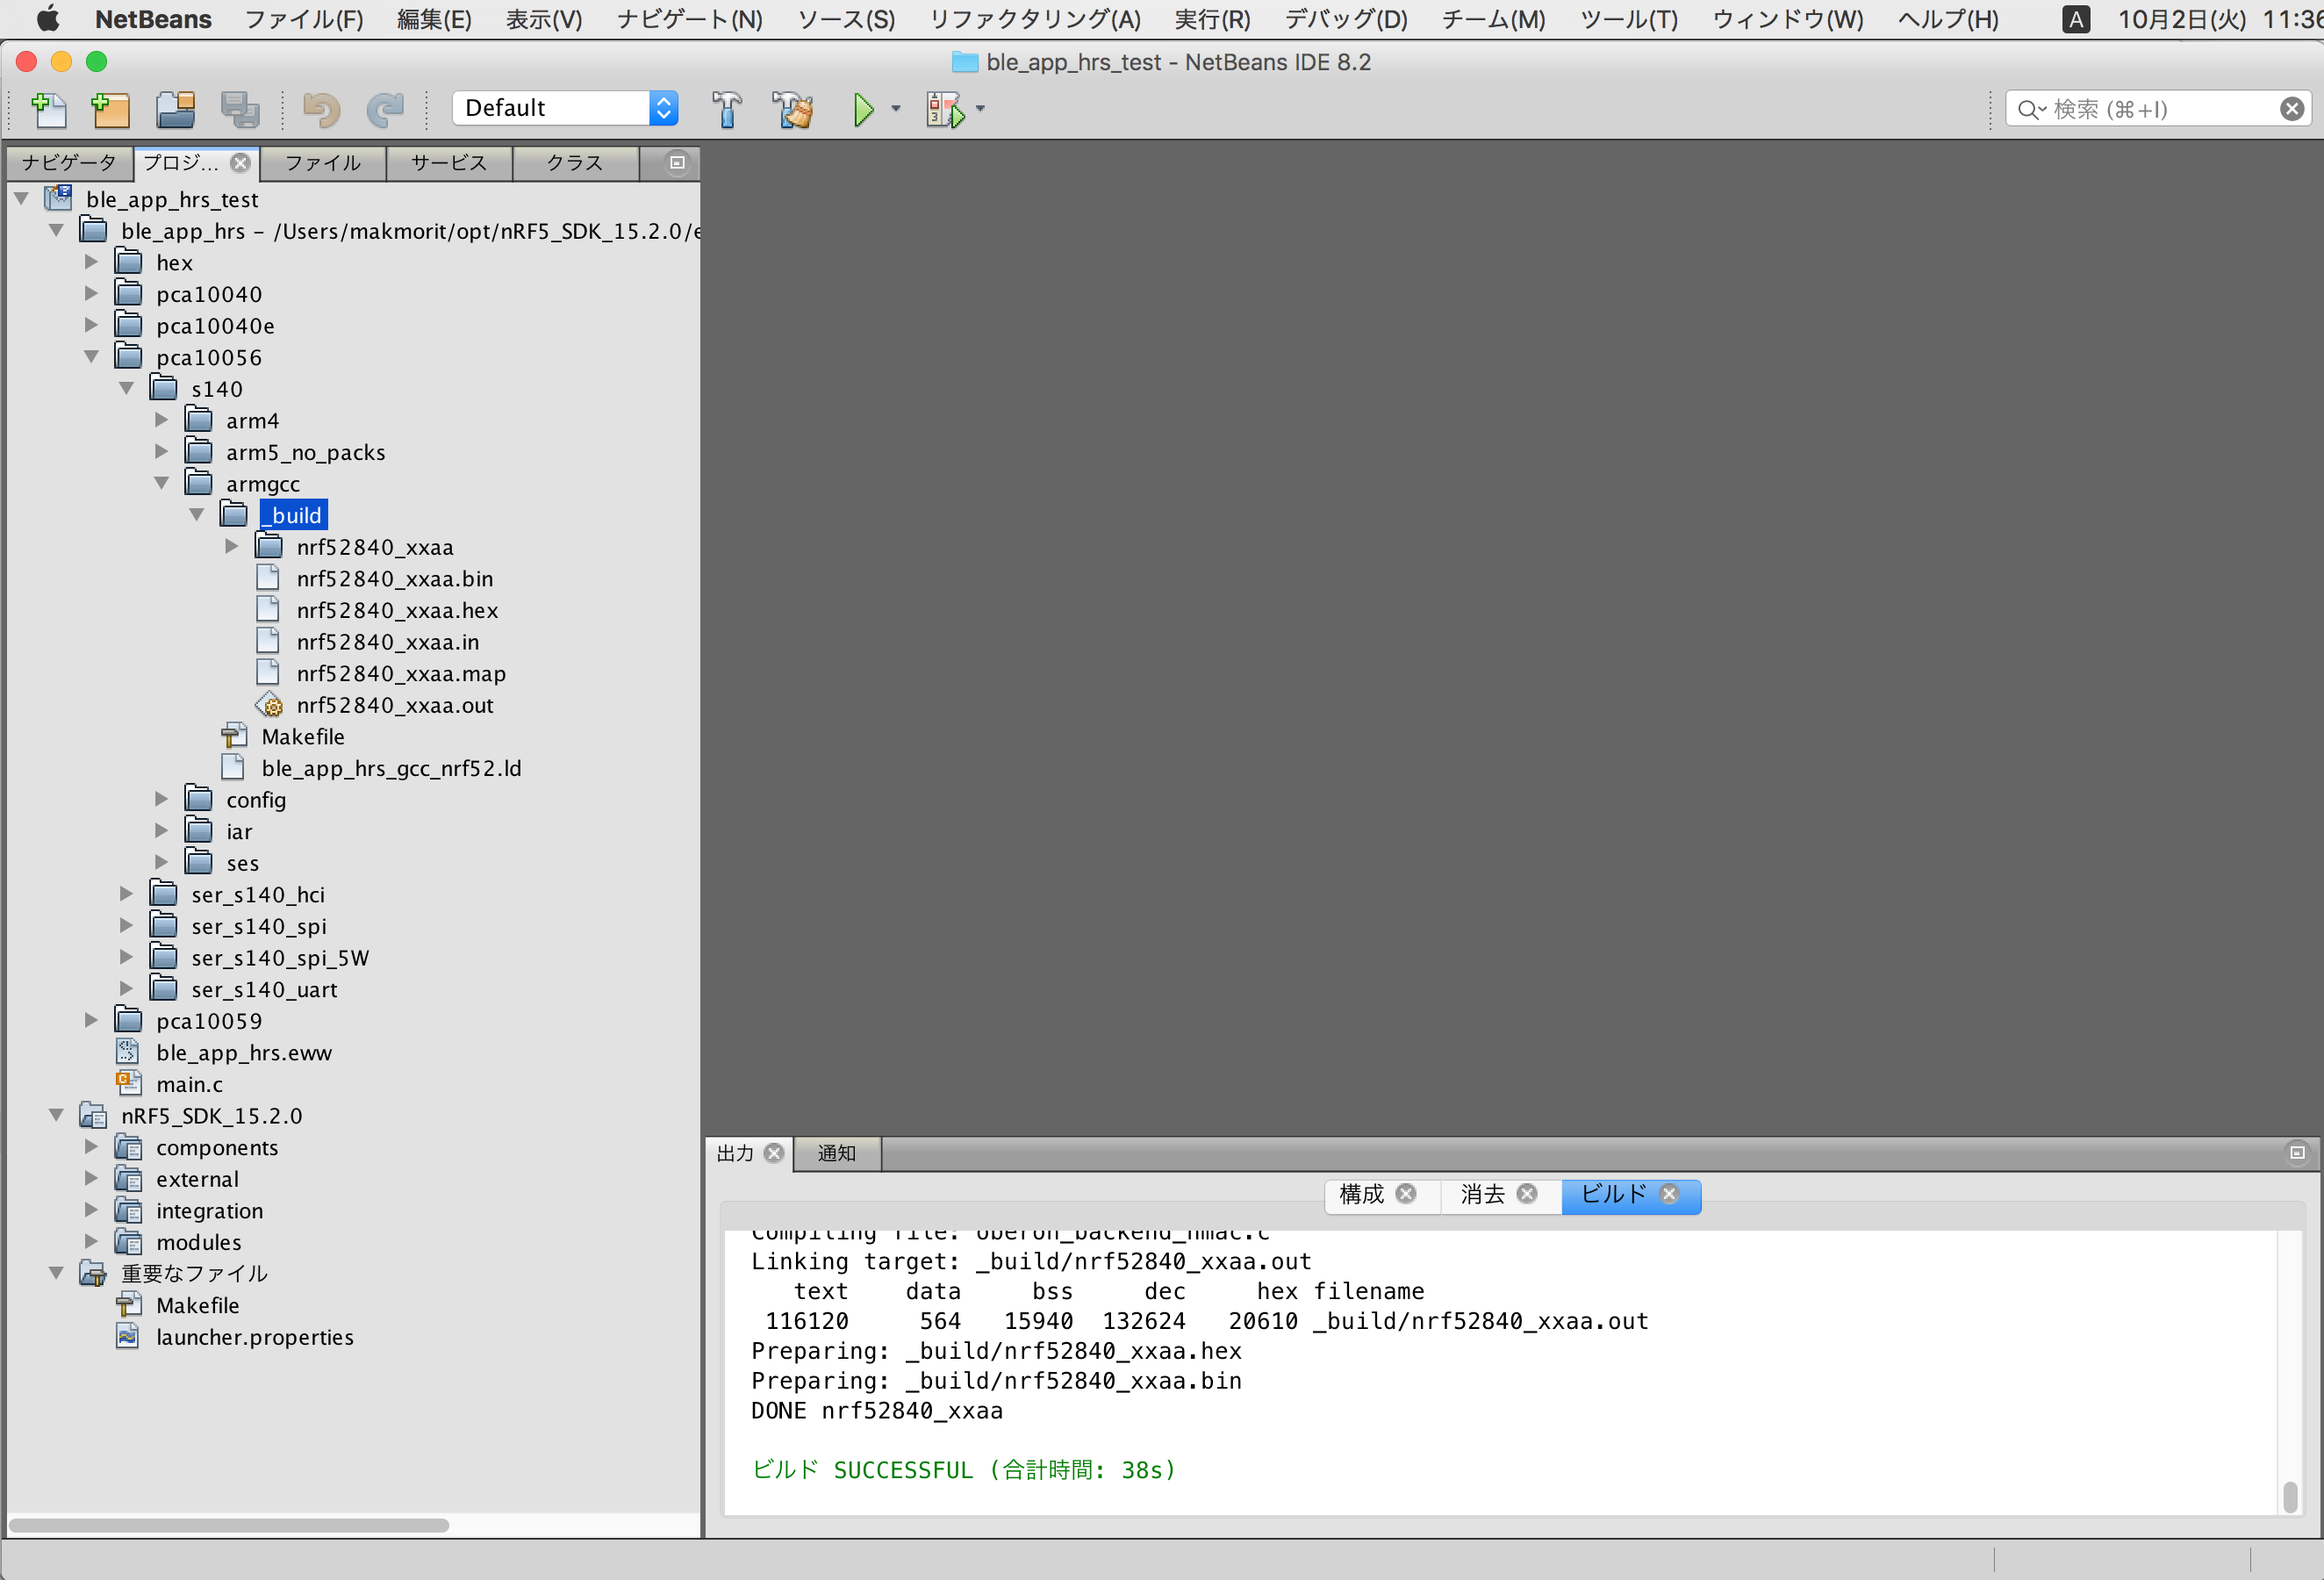 NetBeans ファイル(F) 編集(E) 表示(V) ナビゲート(N) ソース(S) リファクタリング(A) 実行(R) デバッグ(D) チーム(M) ツール(T) ウィンドウ(W) ヘルプ(H) A 10月2日(火) 11:36
ble_app_hrs_test - NetBeans IDE 8.2
Default
検索 (⌘+I)
ナビゲータ プロジ... ファイル サービス クラス
ble_app_hrs_test
ble_app_hrs – /Users/makmorit/opt/nRF5_SDK_15.2.0/e
hex
pca10040
pca10040e
pca10056
s140
arm4
arm5_no_packs
armgcc
_build
nrf52840_xxaa
nrf52840_xxaa.bin
nrf52840_xxaa.hex
nrf52840_xxaa.in
nrf52840_xxaa.map
nrf52840_xxaa.out
Makefile
ble_app_hrs_gcc_nrf52.ld
config
iar
ses
ser_s140_hci
ser_s140_spi
ser_s140_spi_5W
ser_s140_uart
pca10059
ble_app_hrs.eww
main.c
nRF5_SDK_15.2.0
components
external
integration
modules
重要なファイル
Makefile
launcher.properties
出力 通知
構成 消去 ビルド
Compiling file: oberon_backend_hmac.c
Linking target: _build/nrf52840_xxaa.out
text data bss dec hex filename
116120 564 15940 132624 20610 _build/nrf52840_xxaa.out
Preparing: _build/nrf52840_xxaa.hex
Preparing: _build/nrf52840_xxaa.bin
DONE nrf52840_xxaa
ビルド SUCCESSFUL (合計時間: 38s)